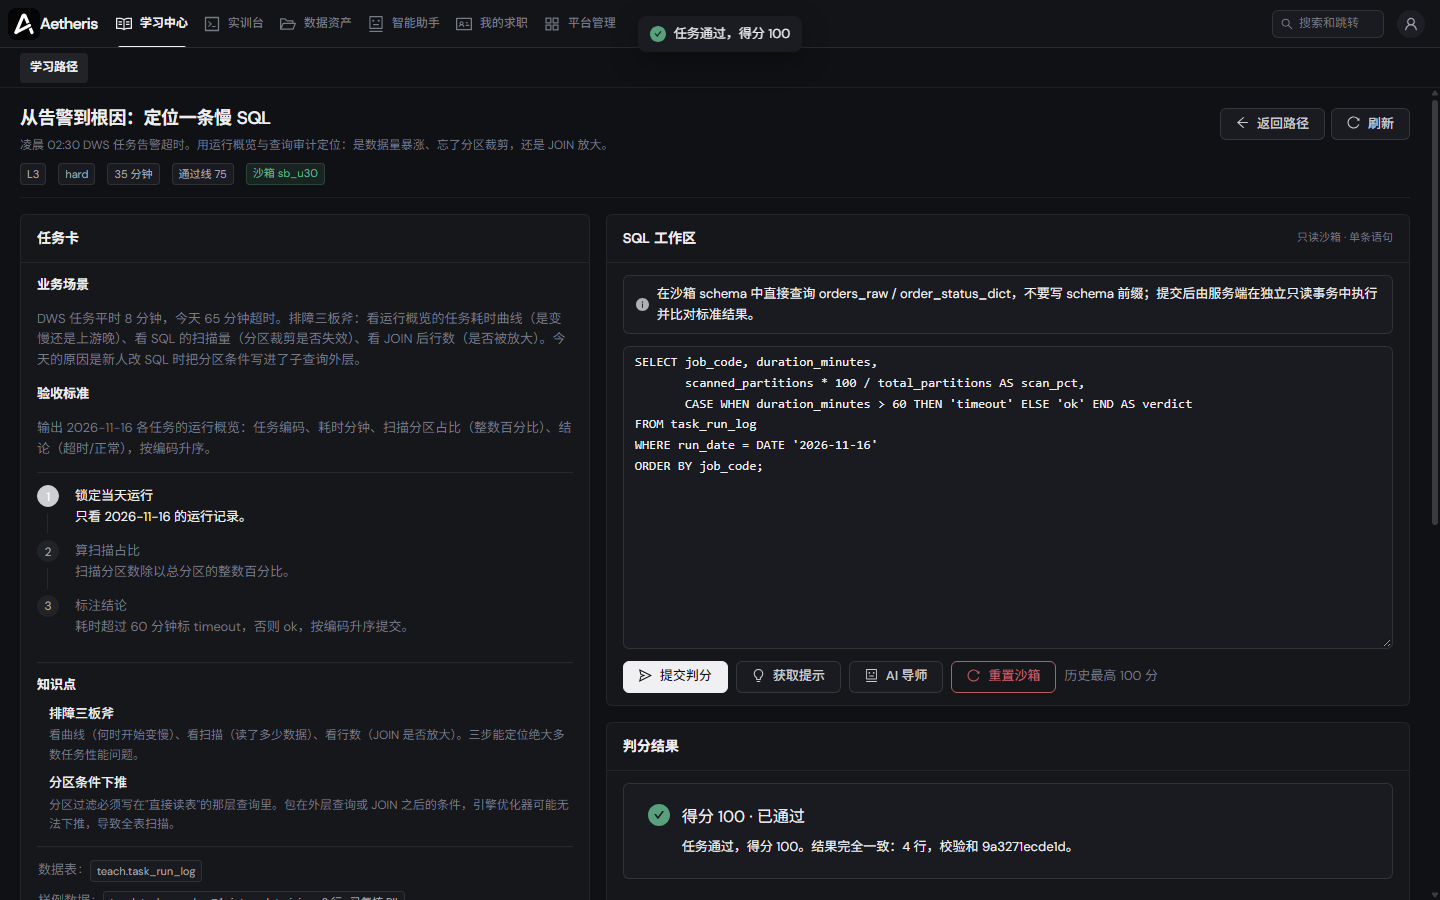 Aetheris
学习中心
实训台
数据资产
智能助手
我的求职
平台管理
任务通过，得分 100
搜索和跳转
学习路径
从告警到根因：定位一条慢 SQL
凌晨 02:30 DWS 任务告警超时。用运行概览与查询审计定位：是数据量暴涨、忘了分区裁剪，还是 JOIN 放大。
L3
hard
35 分钟
通过线 75
沙箱 sb_u30
返回路径
刷新
任务卡
业务场景
DWS 任务平时 8 分钟，今天 65 分钟超时。排障三板斧：看运行概览的任务耗时曲线（是变
慢还是上游晚）、看 SQL 的扫描量（分区裁剪是否失效）、看 JOIN 后行数（是否被放大）。今
天的原因是新人改 SQL 时把分区条件写进了子查询外层。
验收标准
输出 2026-11-16 各任务的运行概览：任务编码、耗时分钟、扫描分区占比（整数百分比）、结
论（超时/正常），按编码升序。
1
锁定当天运行
只看 2026-11-16 的运行记录。
2
算扫描占比
扫描分区数除以总分区的整数百分比。
3
标注结论
耗时超过 60 分钟标 timeout，否则 ok，按编码升序提交。
知识点
排障三板斧
看曲线（何时开始变慢）、看扫描（读了多少数据）、看行数（JOIN 是否放大）。三步能定位绝大多
数任务性能问题。
分区条件下推
分区过滤必须写在"直接读表"的那层查询里。包在外层查询或 JOIN 之后的条件，引擎优化器可能无
法下推，导致全表扫描。
数据表：
teach.task_run_log
SQL 工作区
只读沙箱 · 单条语句
在沙箱 schema 中直接查询 orders_raw / order_status_dict，不要写 schema 前缀；提交后由服务端在独立只读事务中执行
并比对标准结果。
SELECT job_code, duration_minutes,
scanned_partitions * 100 / total_partitions AS scan_pct,
CASE WHEN duration_minutes > 60 THEN 'timeout' ELSE 'ok' END AS verdict
FROM task_run_log
WHERE run_date = DATE '2026-11-16'
ORDER BY job_code;
提交判分
获取提示
AI 导师
重置沙箱
历史最高 100 分
判分结果
得分 100 · 已通过
任务通过，得分 100。结果完全一致：4 行，校验和 9a3271ecde1d。